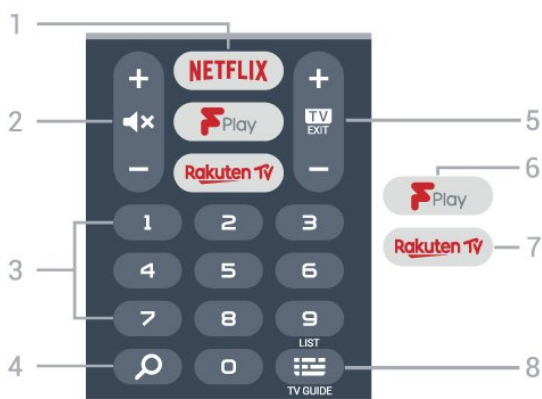 1
NETFLIX
+ +
2
Play
TV
EXIT
5
6
Play
Rakuten TV
- -
Rakuten TV
7
3
1 2 3
4 5 6
7 8 9
LIST
4
0
8
TV GUIDE